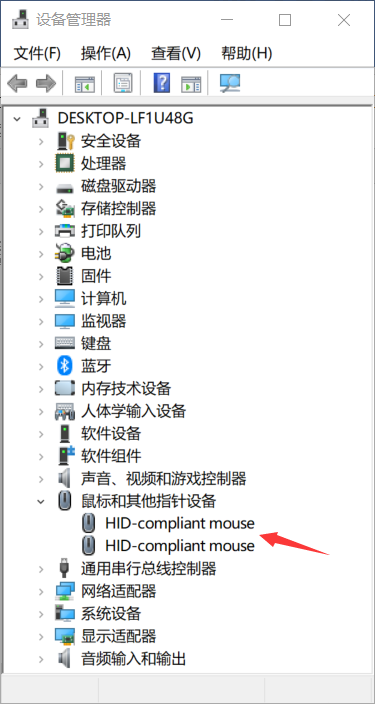 设备管理器
文件(F) 操作(A) 查看(V) 帮助(H)
DESKTOP-LF1U48G
安全设备
处理器
磁盘驱动器
存储控制器
打印队列
电池
固件
计算机
监视器
键盘
蓝牙
内存技术设备
人体学输入设备
软件设备
软件组件
声音、视频和游戏控制器
鼠标和其他指针设备
HID-compliant mouse
HID-compliant mouse
通用串行总线控制器
网络适配器
系统设备
显示适配器
音频输入和输出